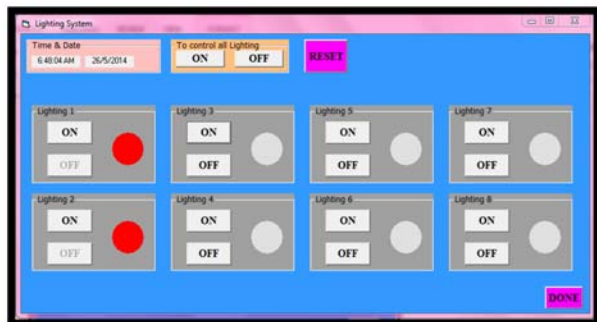 Lighting System
Time & Date
6:48:04 AM 26/5/2014
To control all Lighting
ON OFF
RESET
Lighting 1
ON
OFF
Lighting 3
ON
OFF
Lighting 5
ON
OFF
Lighting 7
ON
OFF
Lighting 2
ON
OFF
Lighting 4
ON
OFF
Lighting 6
ON
OFF
Lighting 8
ON
OFF
DONE